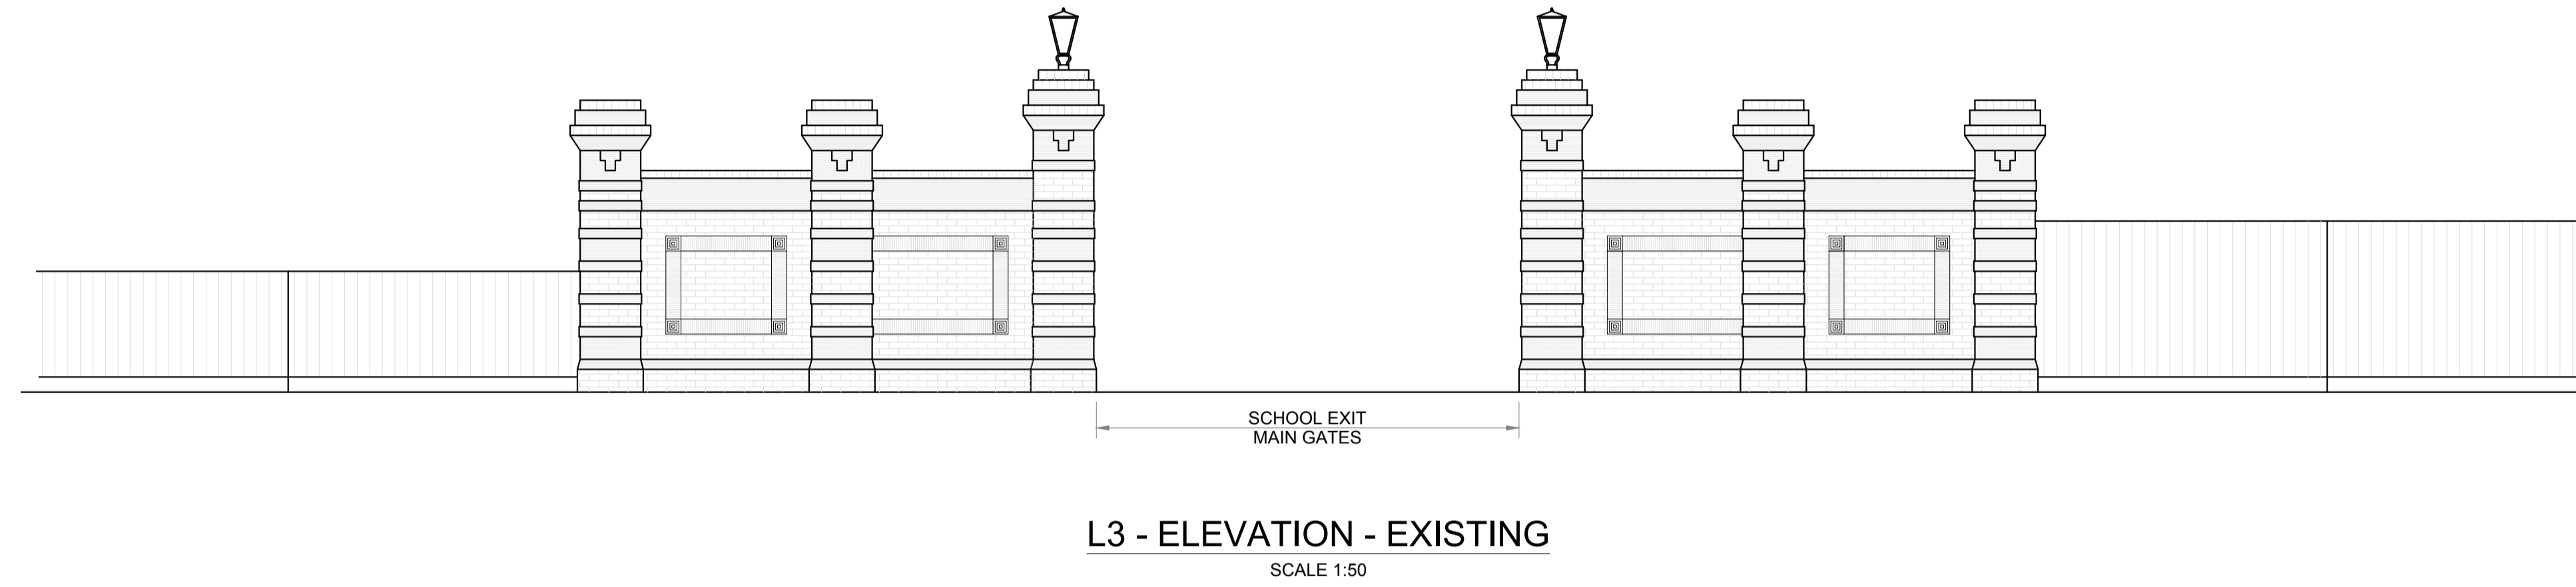 SCHOOL EXIT
MAIN GATES
L3 - ELEVATION - EXISTING
SCALE 1:50